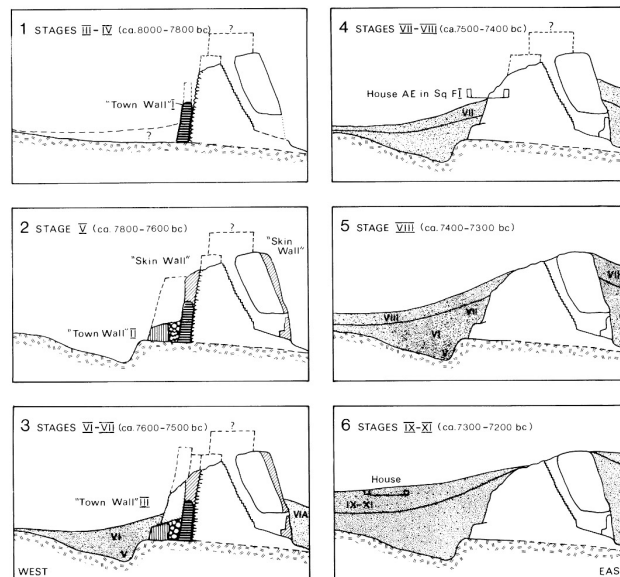 1 STAGES III-IV (ca.8000-7800 bc)
?
"Town Wall" I
?
2 STAGE V (ca. 7800-7600 bc)
?
"Skin Wall"
"Skin Wall"
"Town Wall" II
3 STAGES VI-VII (ca.7600-7500 bc)
?
"Town Wall" III
VI
V
VIA
WEST
4 STAGES VII-VIII (ca.7500-7400 bc)
?
House AE in Sq FI
VII
5 STAGE VIII (ca.7400-7300 bc)
VIII
VII
VI
V
6 STAGES IX-XI (ca.7300-7200 bc)
House
IX-XI
EAS